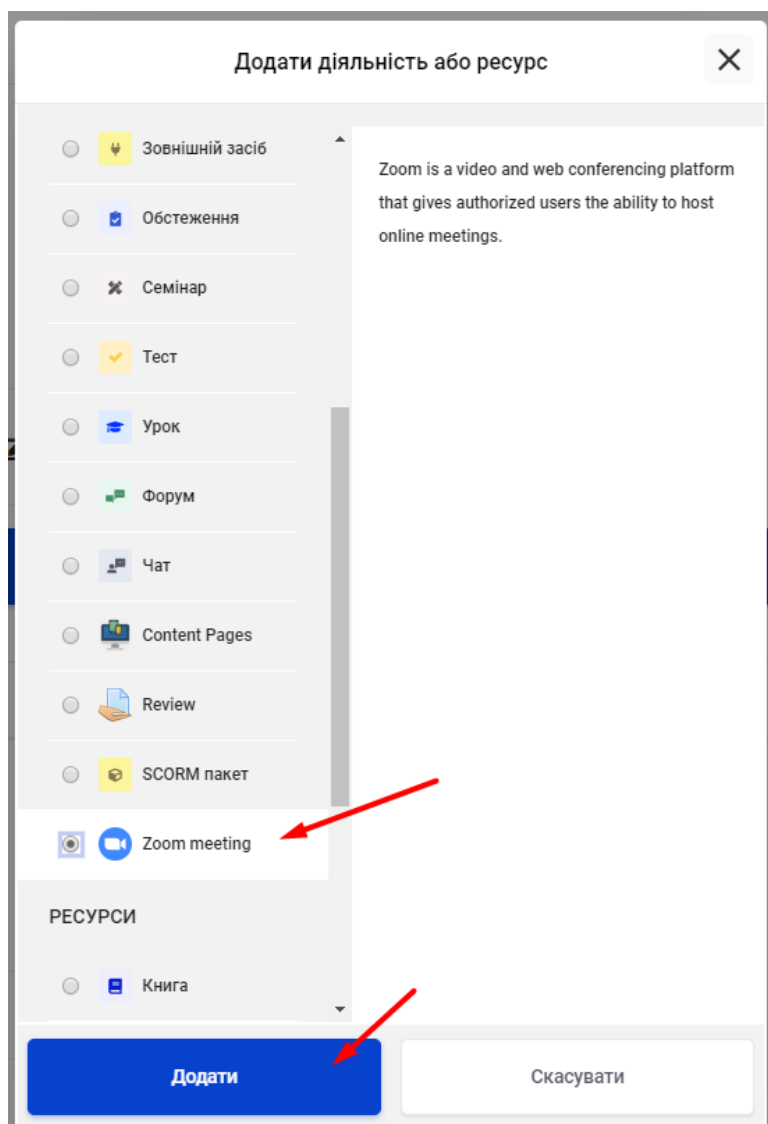 Додати діяльність або ресурс
Зовнішній засіб
Обстеження
Семінар
Тест
Урок
Форум
Чат
Content Pages
Review
SCORM пакет
Zoom meeting
РЕСУРСИ
Книга
Zoom is a video and web conferencing platform
that gives authorized users the ability to host
online meetings.
Додати
Скасувати